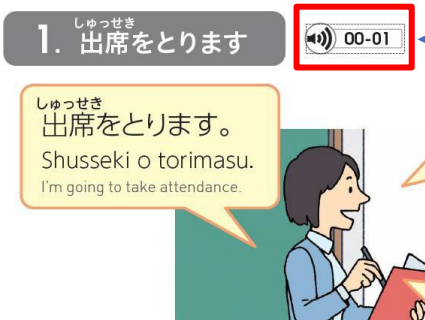 しゅっせき
1. 出席をとります
00-01
しゅっせき
出席をとります。
Shusseki o torimasu.
I'm going to take attendance.